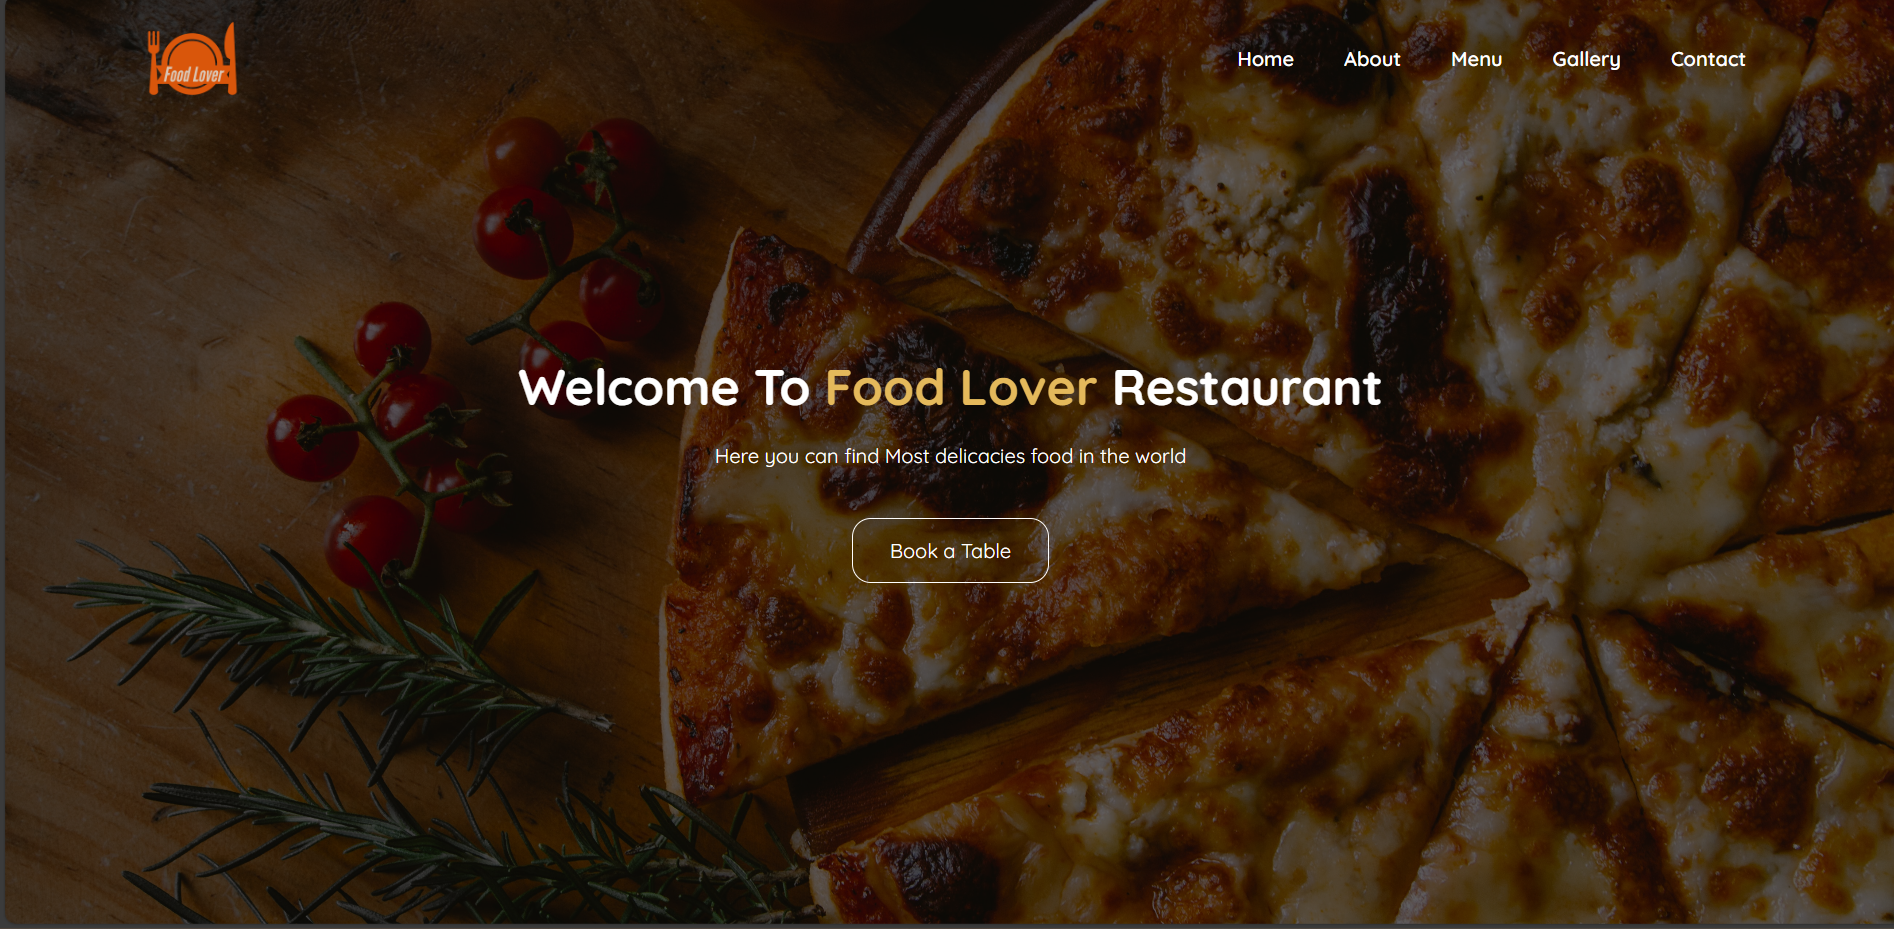 Food Lover
Home About Menu Gallery Contact
Welcome To Food Lover Restaurant
Here you can find Most delicacies food in the world
Book a Table